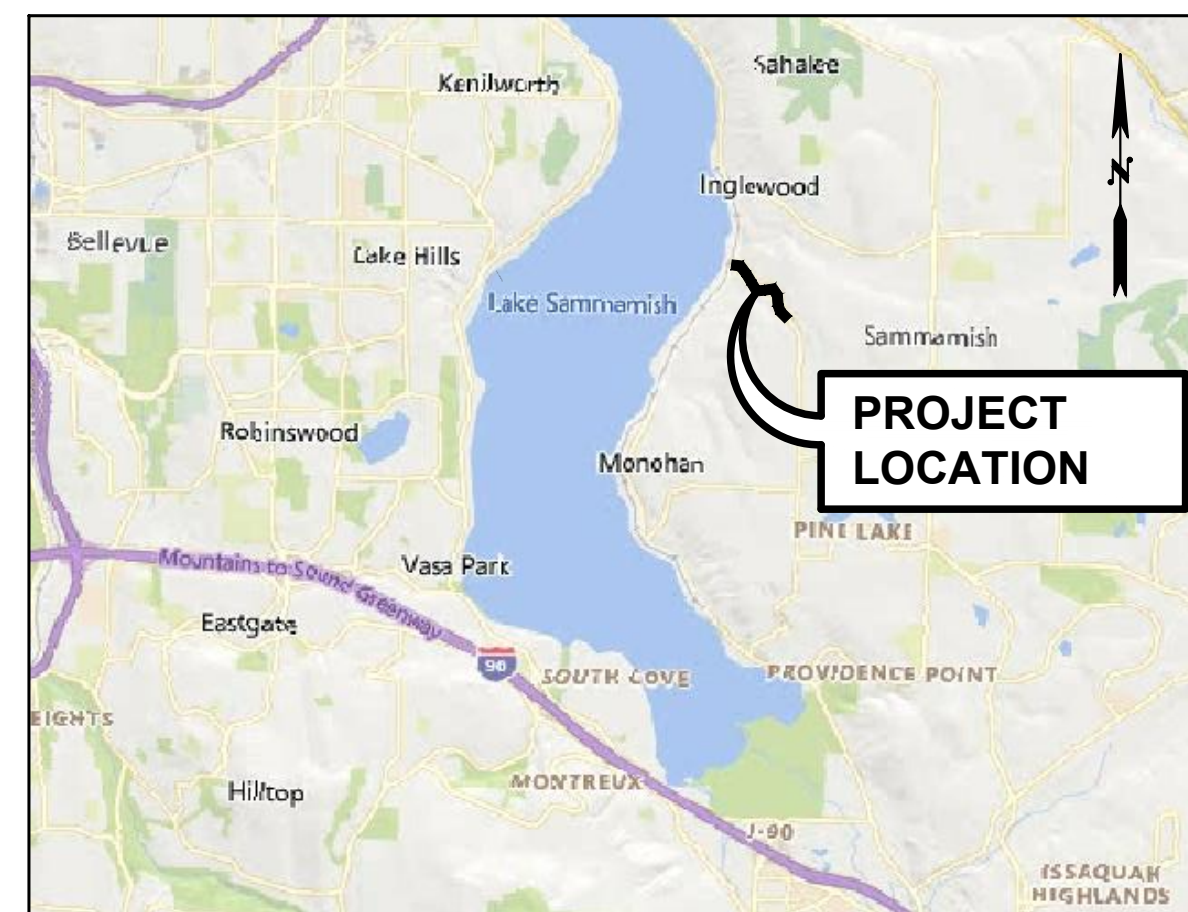 Sahalee
Kenilworth
N
Inglewood
Bellevue
Lake Hills
Lake Sammamish
Sammamish
PROJECT
LOCATION
Robinswood
Monohan
PINE LAKE
Mountains to Sound Greenway
Vasa Park
Eastgate
90
SOUTH COVE
PROVIDENCE POINT
EIGHTS
MONTREUX
Hilltop
I-90
ISSAQUAH
HIGHLANDS